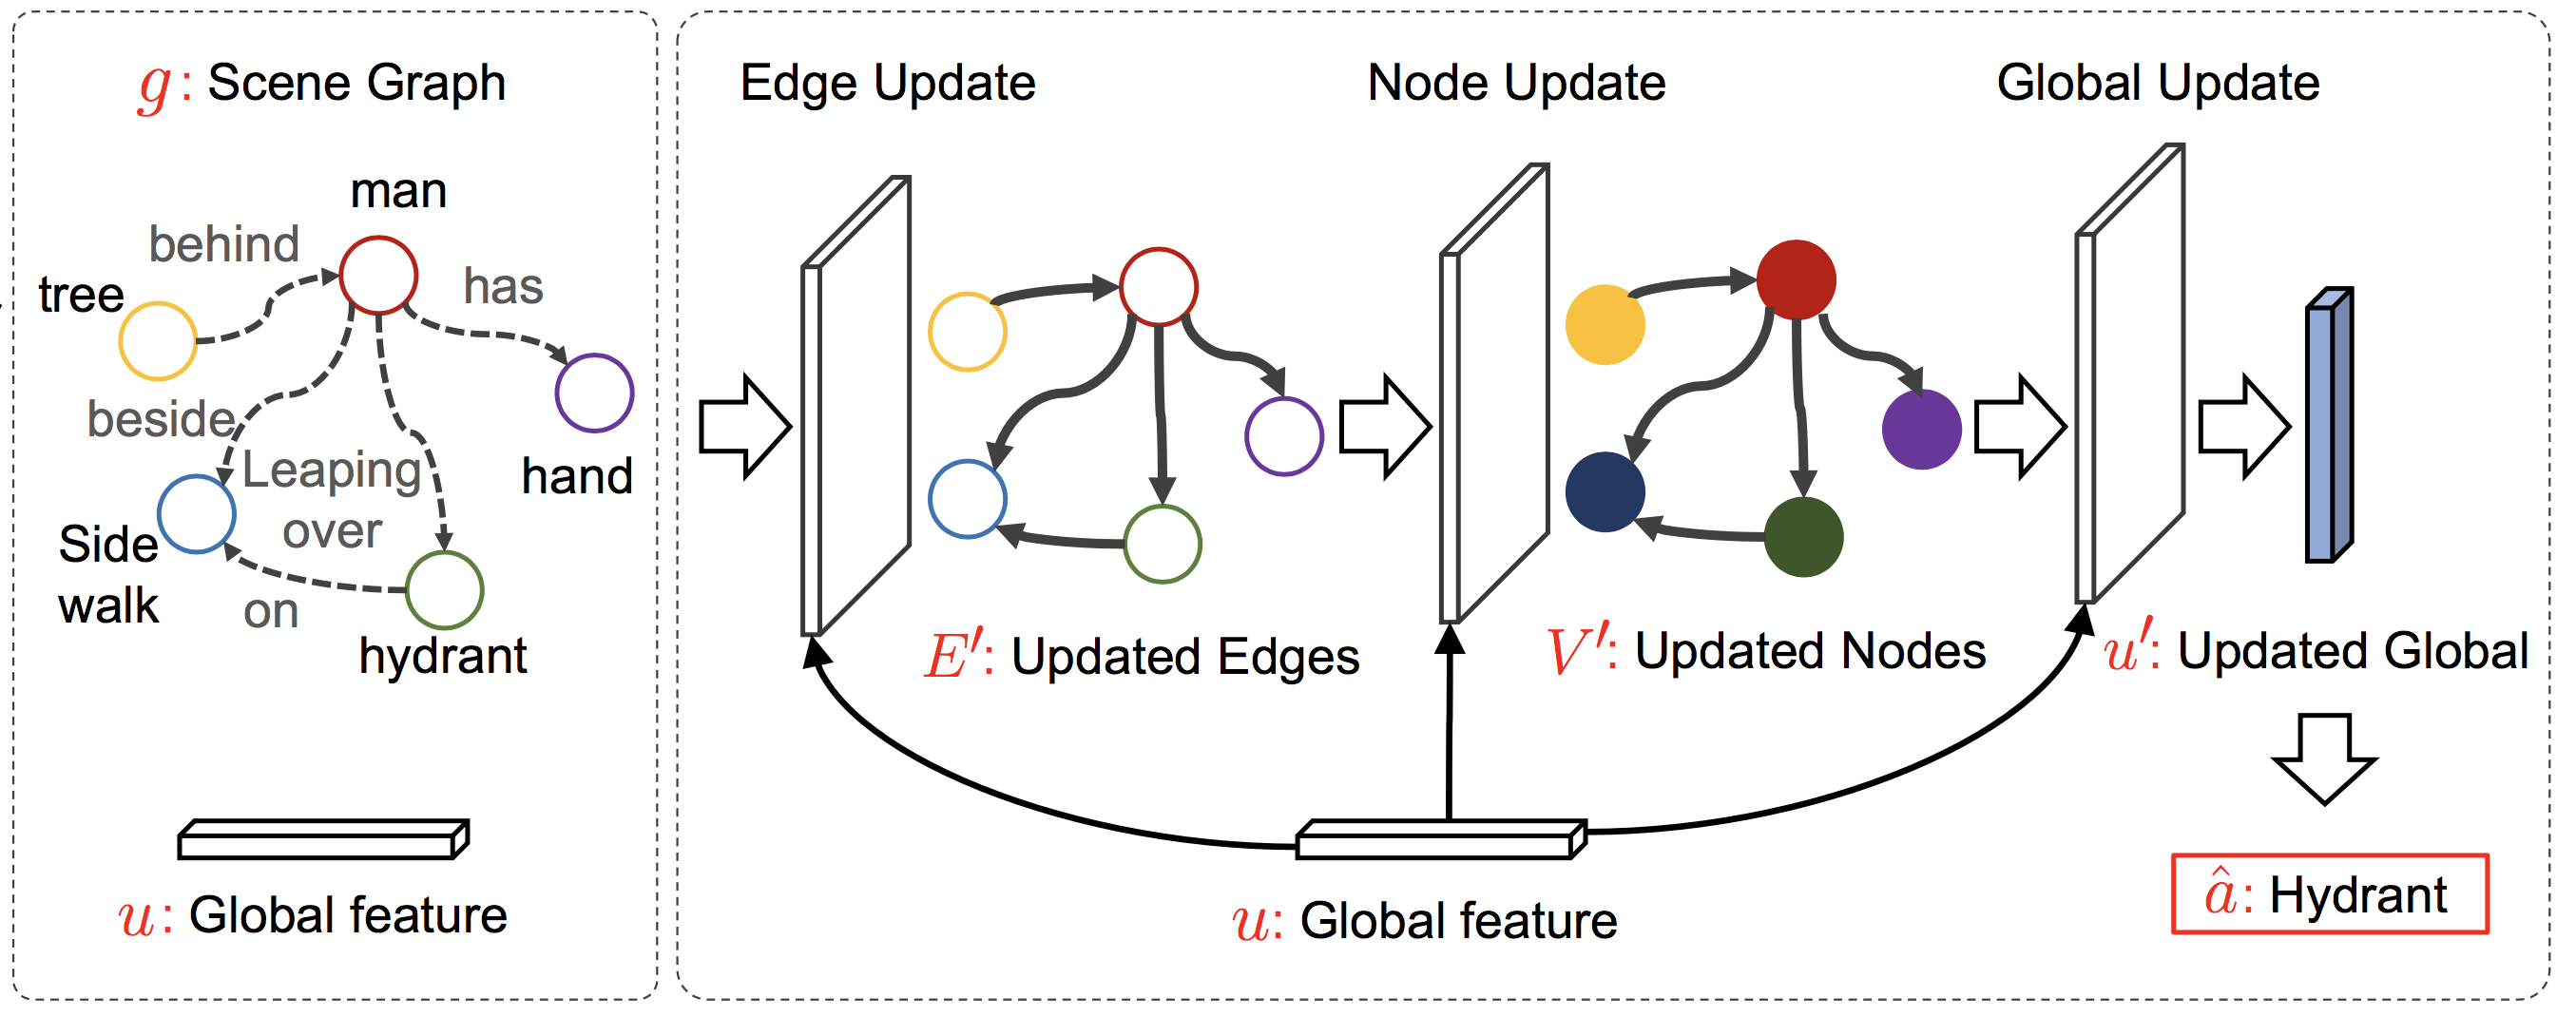 g: Scene Graph
man
behind
has
tree
beside
Leaping
over
hand
Side
walk
on
hydrant
u: Global feature
Edge Update
Node Update
Global Update
E′: Updated Edges
V′: Updated Nodes
u′: Updated Global
u: Global feature
â: Hydrant